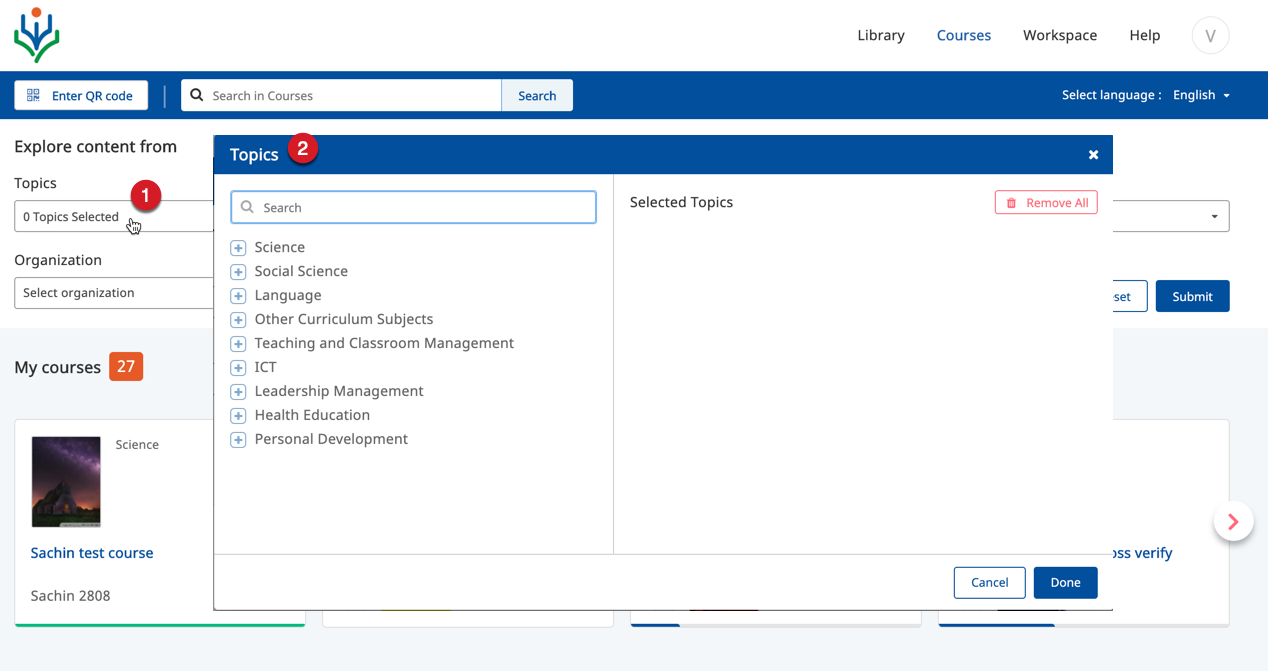 Library Courses Workspace Help V
Enter QR code Search in Courses Search Select language : English
Explore content from
Topics
1
0 Topics Selected
Organization
Select organization
Topics 2
Search
Science
Social Science
Language
Other Curriculum Subjects
Teaching and Classroom Management
ICT
Leadership Management
Health Education
Personal Development
Selected Topics Remove All
Cancel Done
set Submit
My courses 27
Science
Sachin test course
Sachin 2808
oss verify